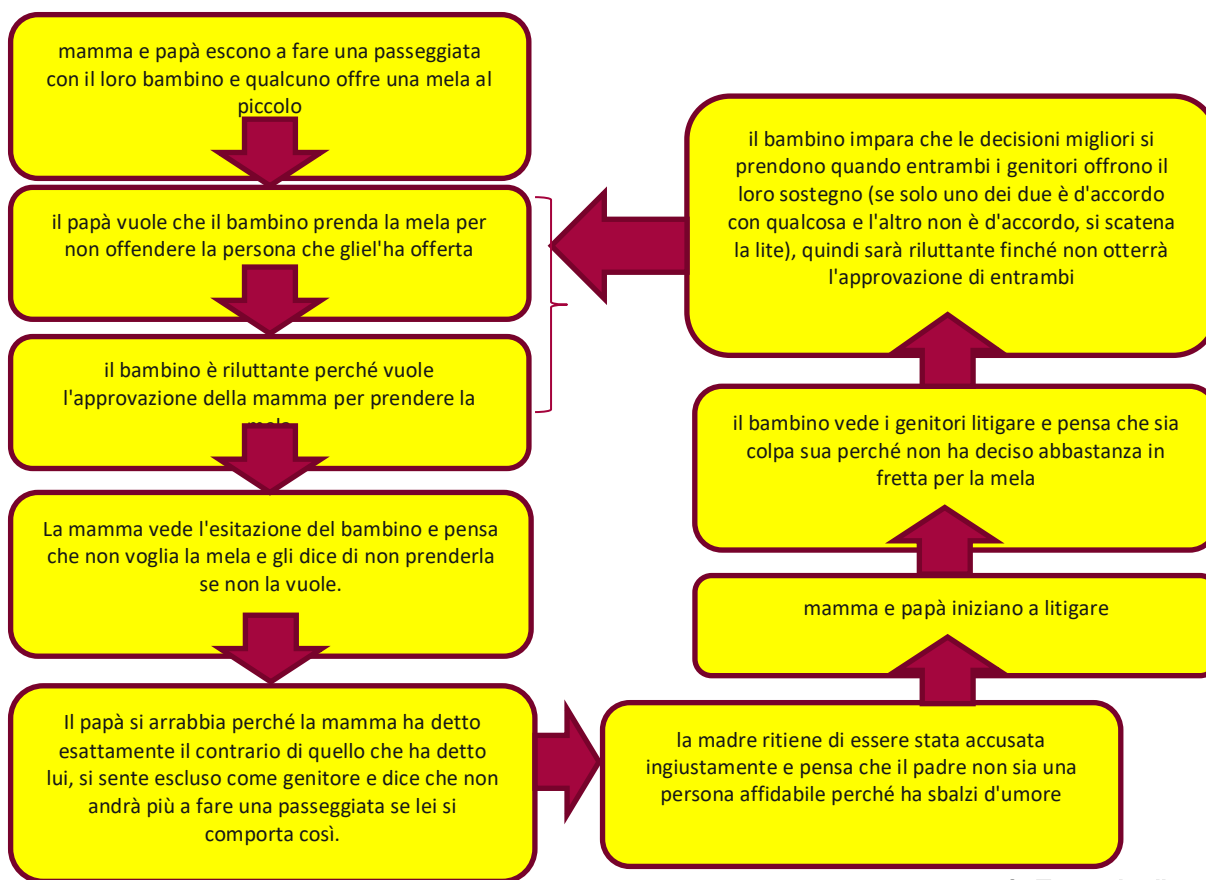 mamma e papà escono a fare una passeggiata
con il loro bambino e qualcuno offre una mela al
piccolo
il papà vuole che il bambino prenda la mela per
non offendere la persona che gliel'ha offerta
il bambino è riluttante perché vuole
l'approvazione della mamma per prendere la
La mamma vede l'esitazione del bambino e pensa
che non voglia la mela e gli dice di non prenderla
se non la vuole.
Il papà si arrabbia perché la mamma ha detto
esattamente il contrario di quello che ha detto
lui, si sente escluso come genitore e dice che non
andrà più a fare una passeggiata se lei si
comporta così.
la madre ritiene di essere stata accusata
ingiustamente e pensa che il padre non sia una
persona affidabile perché ha sbalzi d'umore
mamma e papà iniziano a litigare
il bambino vede i genitori litigare e pensa che sia
colpa sua perché non ha deciso abbastanza in
fretta per la mela
il bambino impara che le decisioni migliori si
prendono quando entrambi i genitori offrono il
loro sostegno (se solo uno dei due è d'accordo
con qualcosa e l'altro non è d'accordo, si scatena
la lite), quindi sarà riluttante finché non otterrà
l'approvazione di entrambi